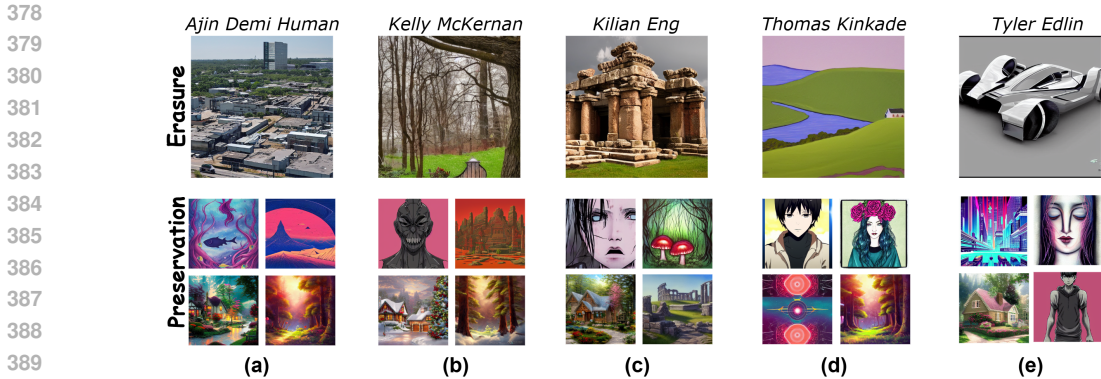 378
379
380
381
382
383
384
385
386
387
388
389
Ajin Demi Human
Kelly McKernan
Kilian Eng
Thomas Kinkade
Tyler Edlin
Erasure
Preservation
(a)
(b)
(c)
(d)
(e)